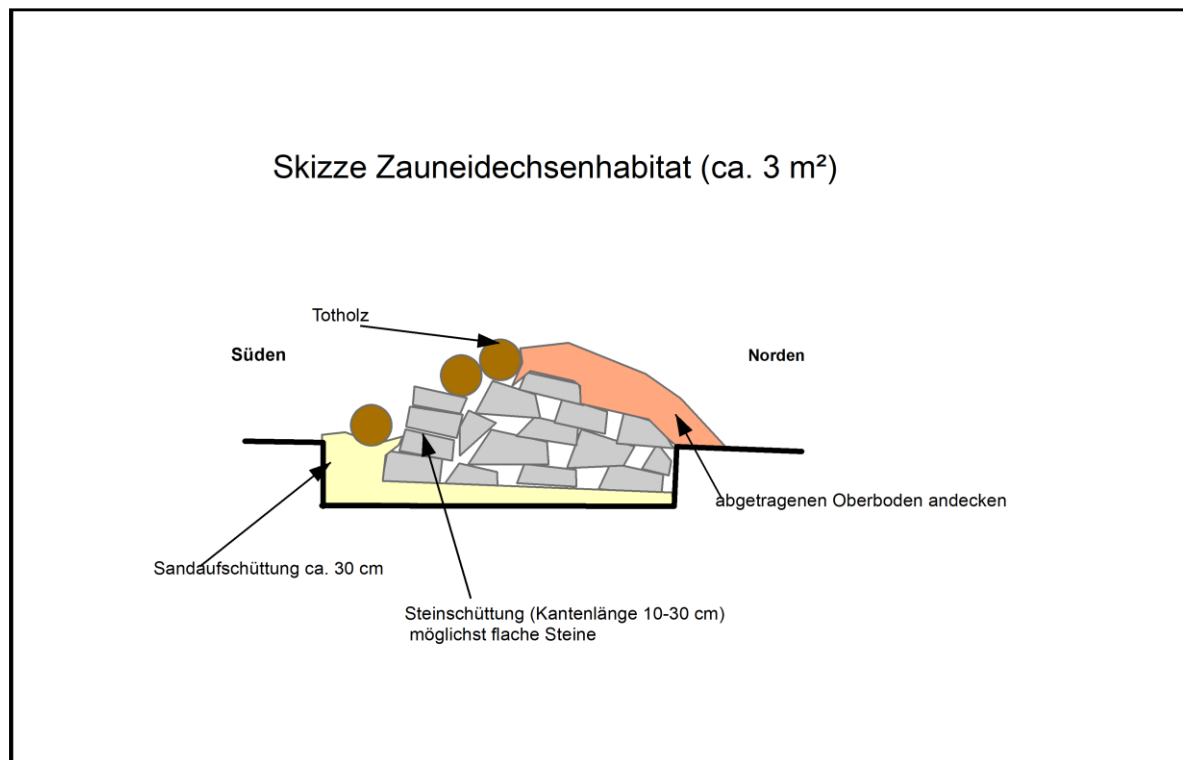 Skizze Zauneidechsenhabitat (ca. 3 m²)
Totholz
Süden
Norden
abgetragenen Oberboden andecken
Sandaufschüttung ca. 30 cm
Steinschüttung (Kantenlänge 10-30 cm)
möglichst flache Steine